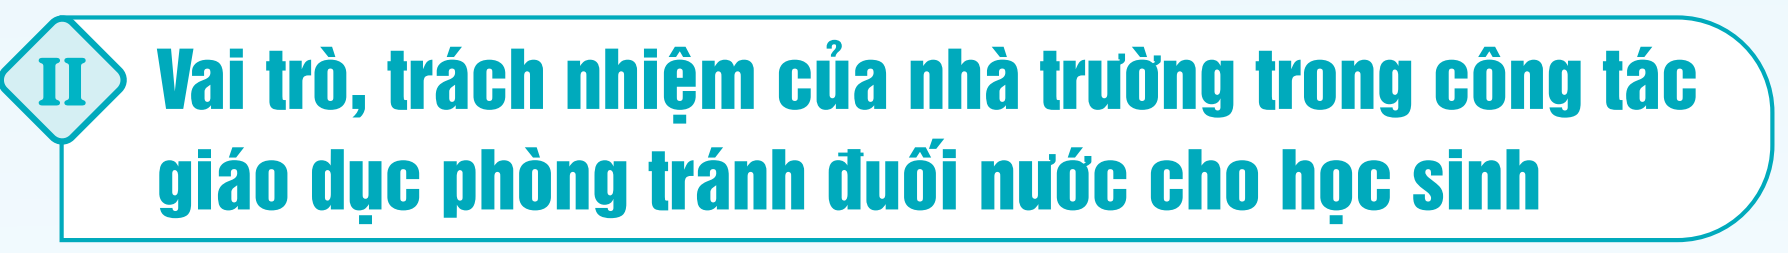 II
Vai trò, trách nhiệm của nhà trường trong công tác
giáo dục phòng tránh đuối nước cho học sinh